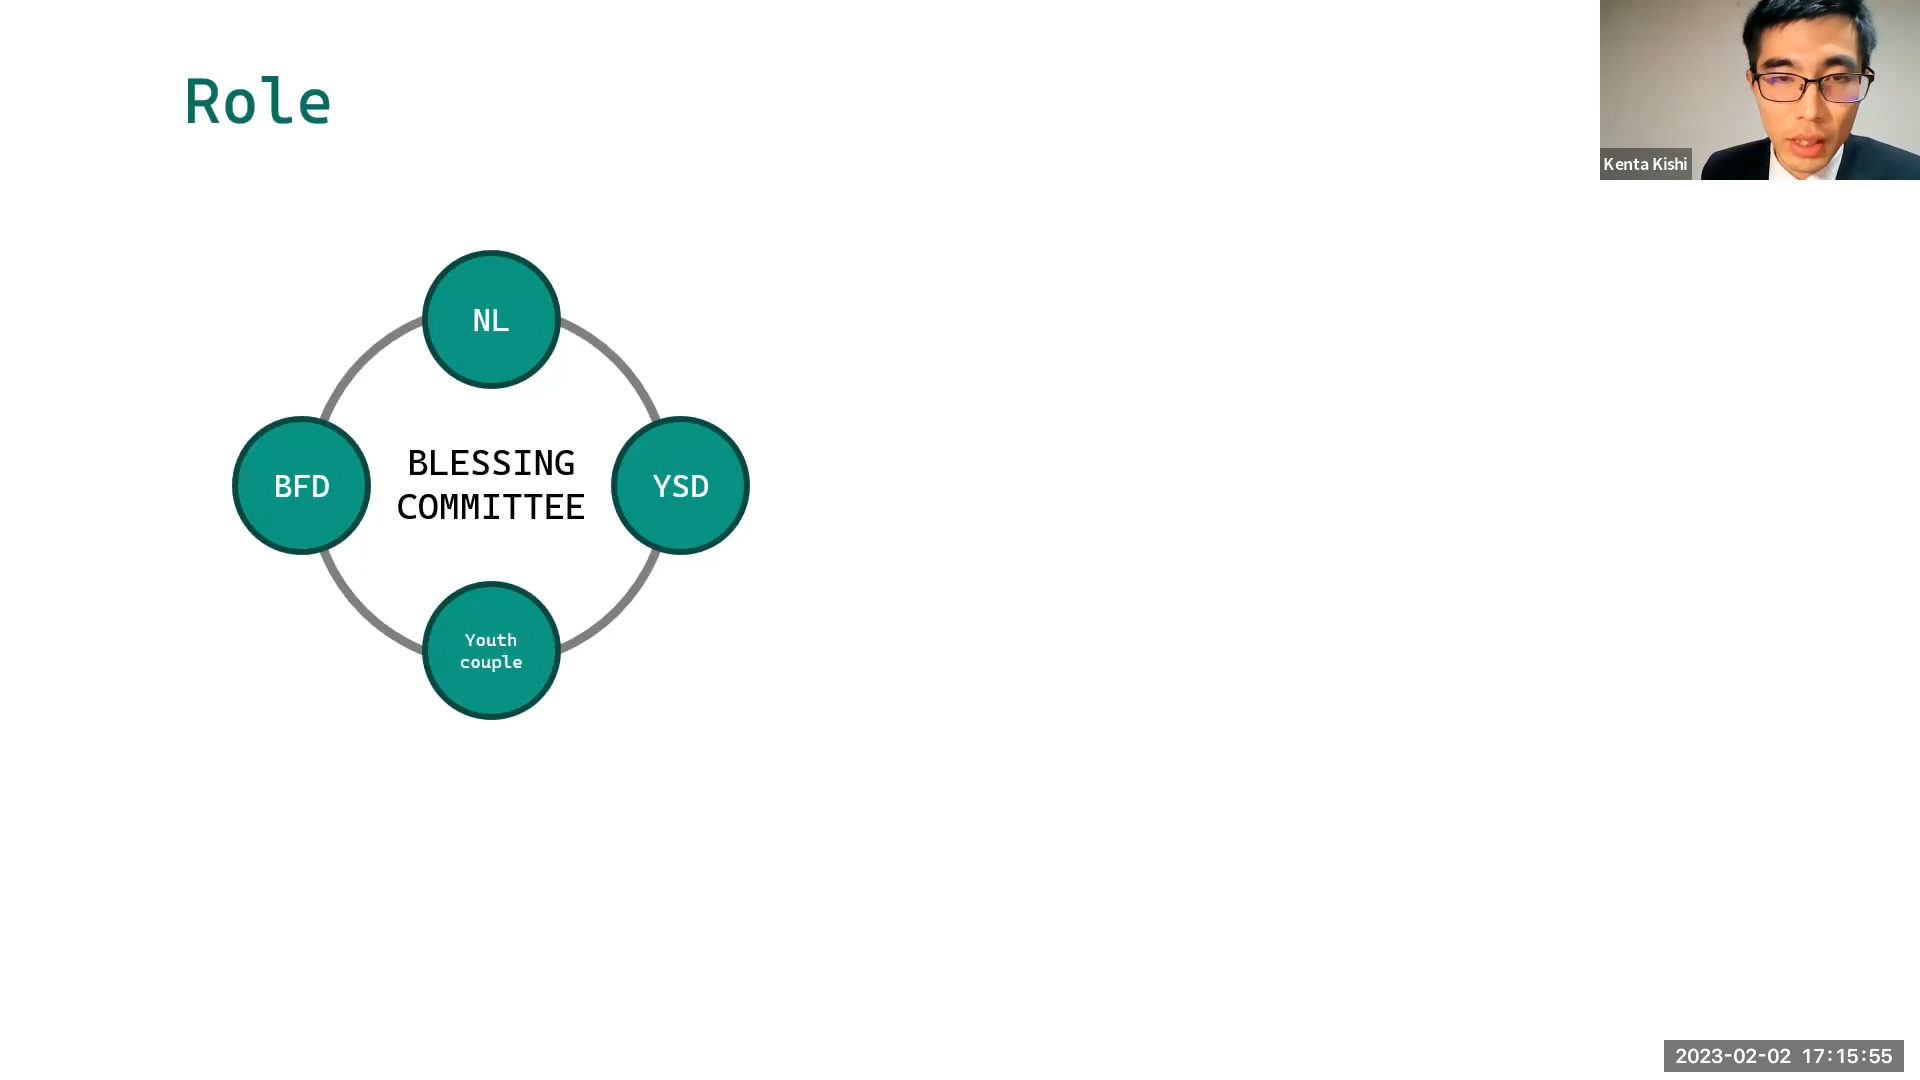 Role
Kenta Kishi
NL
BFD
BLESSING
COMMITTEE
YSD
Youth
couple
2023-02-02 17:15:55